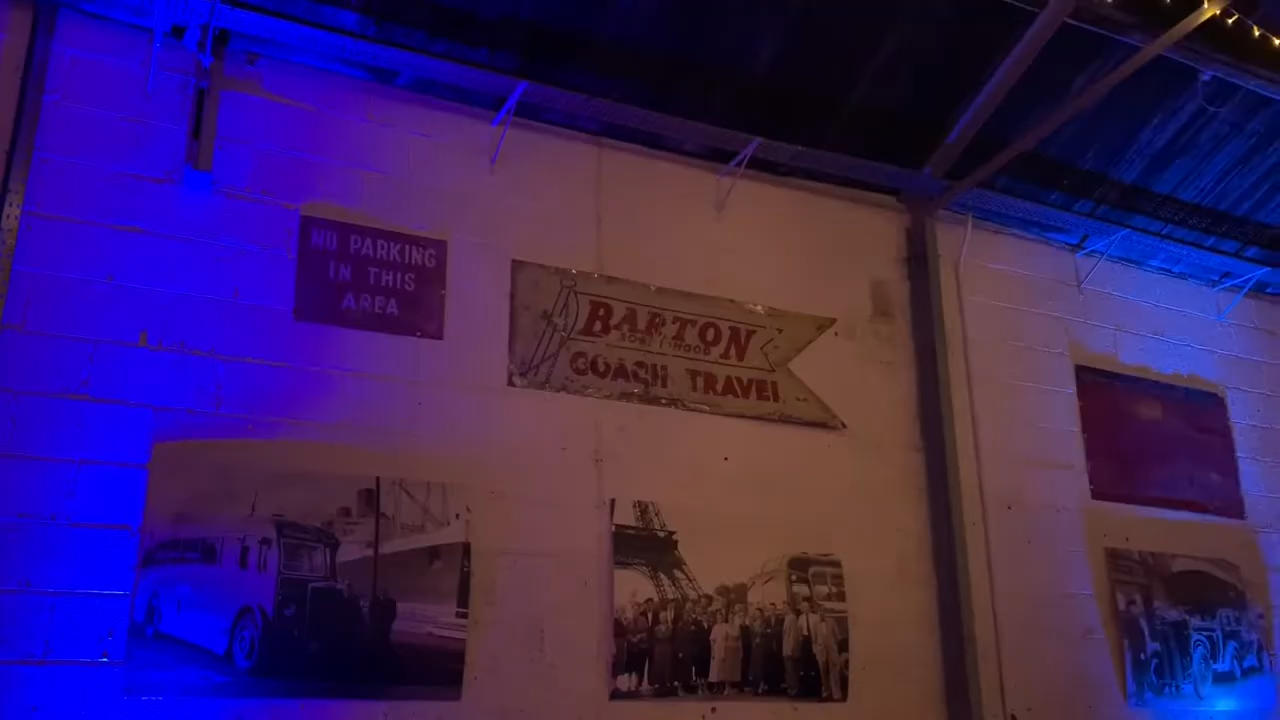 NO PARKING
IN THIS
AREA
BARTON
COACH TRAVEL